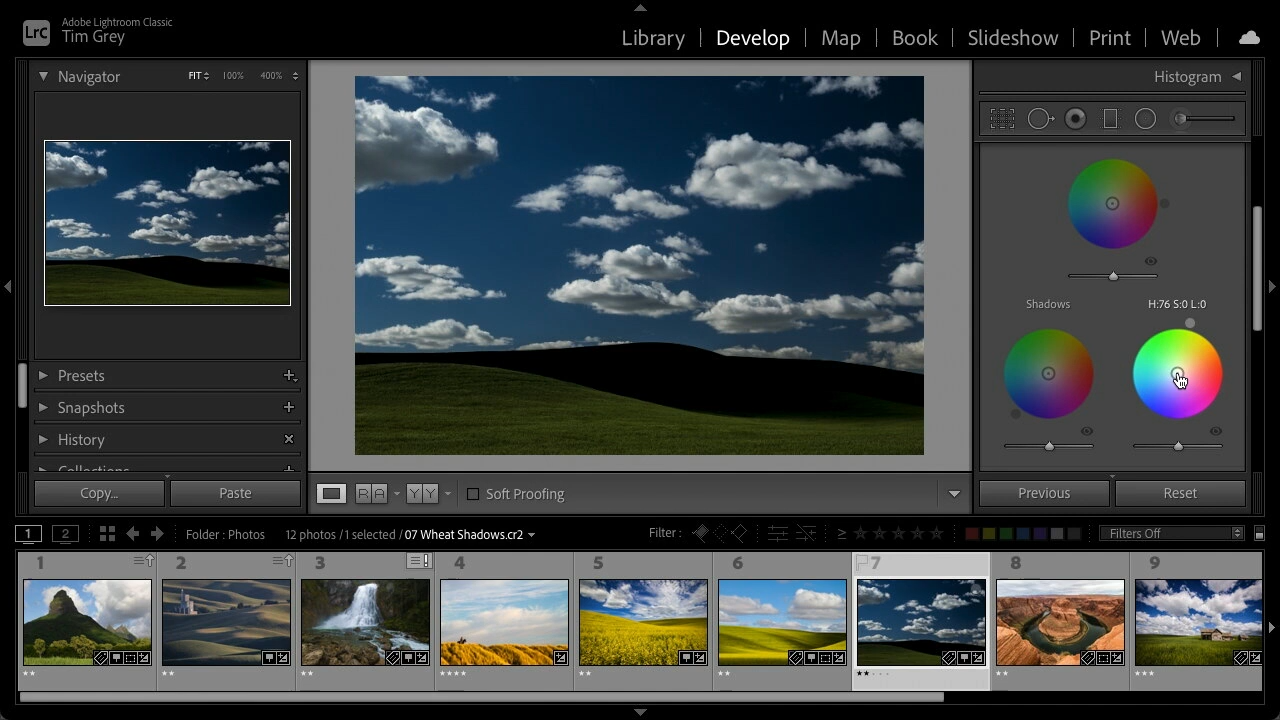 LrC
Adobe Lightroom Classic
Tim Grey
Library
Develop
Map
Book
Slideshow
Print
Web
Navigator
FIT
100%
400%
Histogram
Presets
Snapshots
History
Collections
Shadows
H:76 S:0 L:0
Copy...
Paste
R A
Y Y
Soft Proofing
Previous
Reset
1
2
Folder : Photos
12 photos / 1 selected / 07 Wheat Shadows.cr2
Filter :
Filters Off
1
2
3
4
5
6
7
8
9